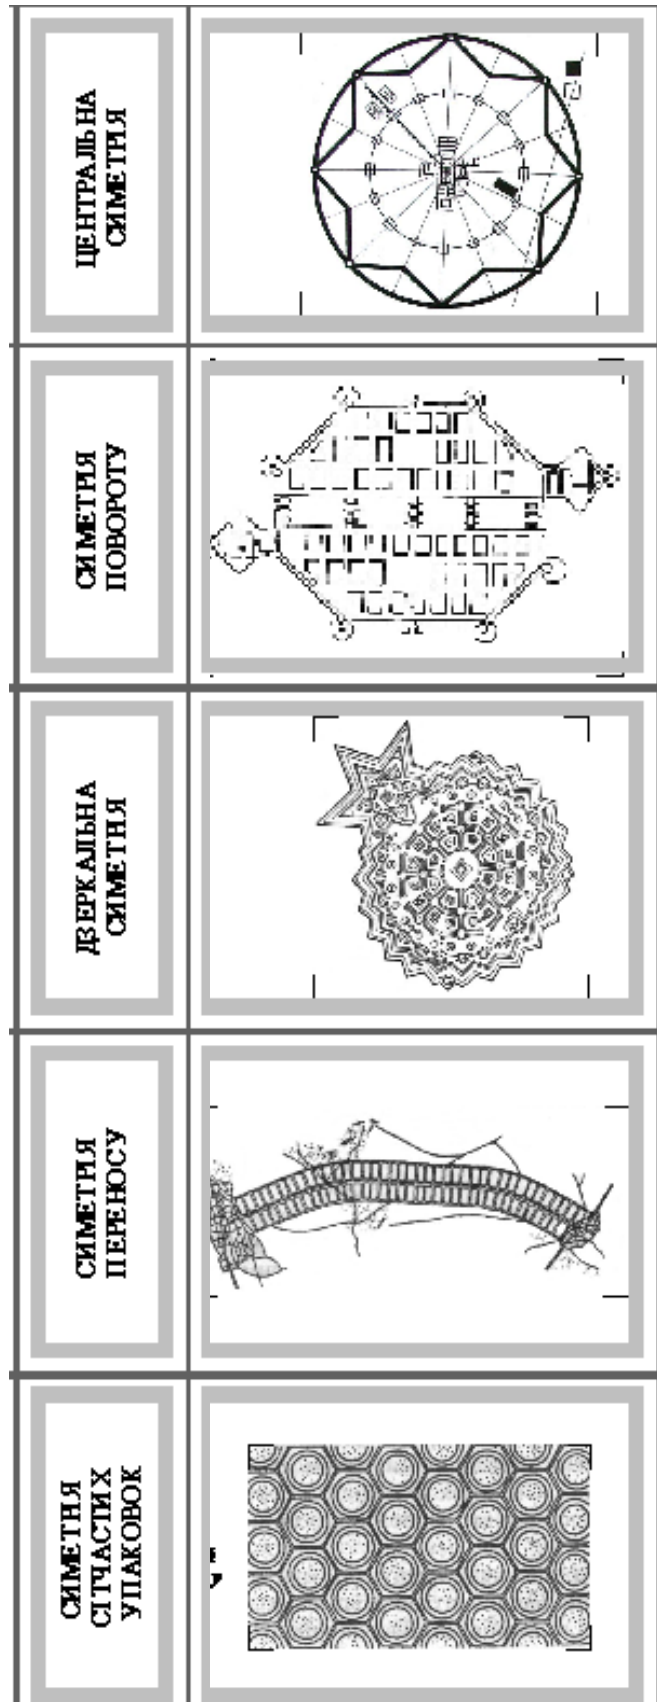 ЦЕНТРАЛЬНА
СИМЕТРІЯ
СИМЕТРІЯ
ПОВОРОТУ
ДЗЕРКАЛЬНА
СИМЕТРІЯ
СИМЕТРІЯ
ПЕРЕНОСУ
СИМЕТРІЯ
СІТЧАСТИХ
УПАКОВОК